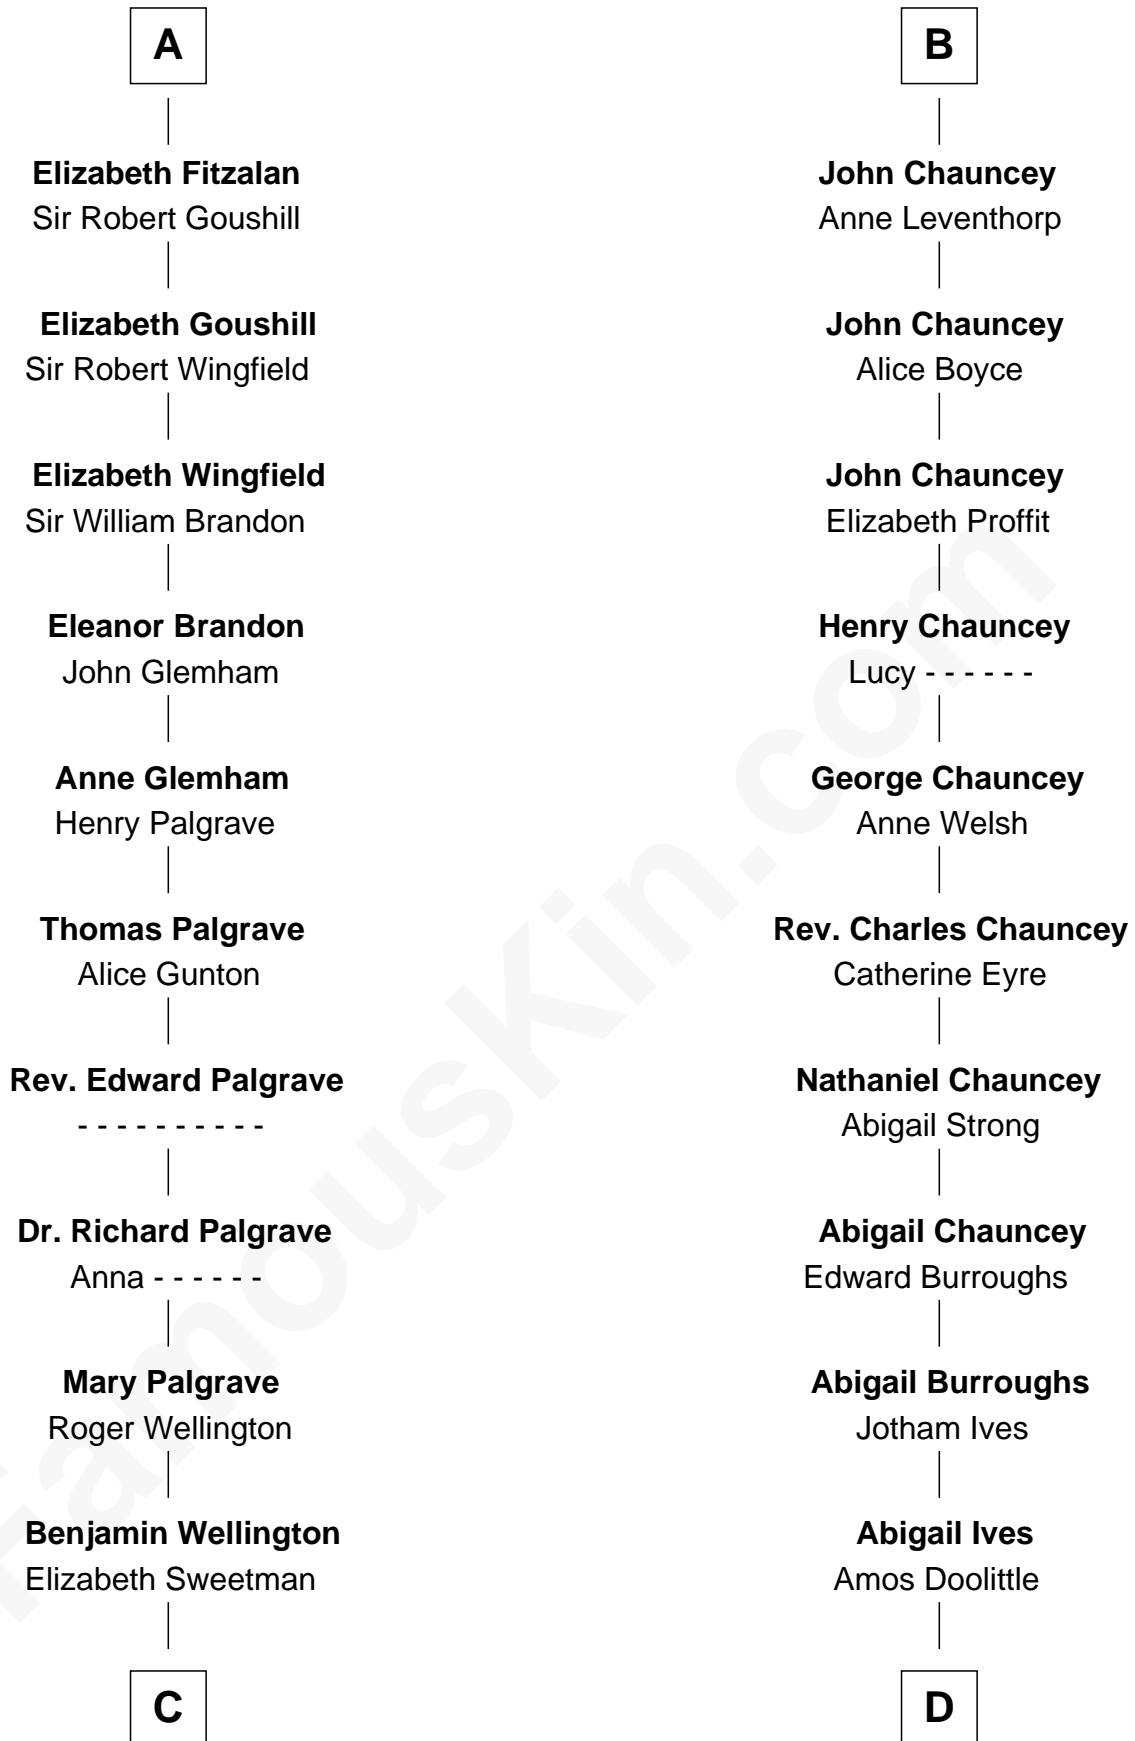 A
Elizabeth Fitzalan
Sir Robert Goushill
Elizabeth Goushill
Sir Robert Wingfield
Elizabeth Wingfield
Sir William Brandon
Eleanor Brandon
John Glemham
Anne Glemham
Henry Palgrave
Thomas Palgrave
Alice Gunton
Rev. Edward Palgrave
- - - - - - - - - -
Dr. Richard Palgrave
Anna - - - - - -
Mary Palgrave
Roger Wellington
Benjamin Wellington
Elizabeth Sweetman
C
B
John Chauncey
Anne Leventhorp
John Chauncey
Alice Boyce
John Chauncey
Elizabeth Proffit
Henry Chauncey
Lucy - - - - - -
George Chauncey
Anne Welsh
Rev. Charles Chauncey
Catherine Eyre
Nathaniel Chauncey
Abigail Strong
Abigail Chauncey
Edward Burroughs
Abigail Burroughs
Jotham Ives
Abigail Ives
Amos Doolittle
D
FamousKin.com